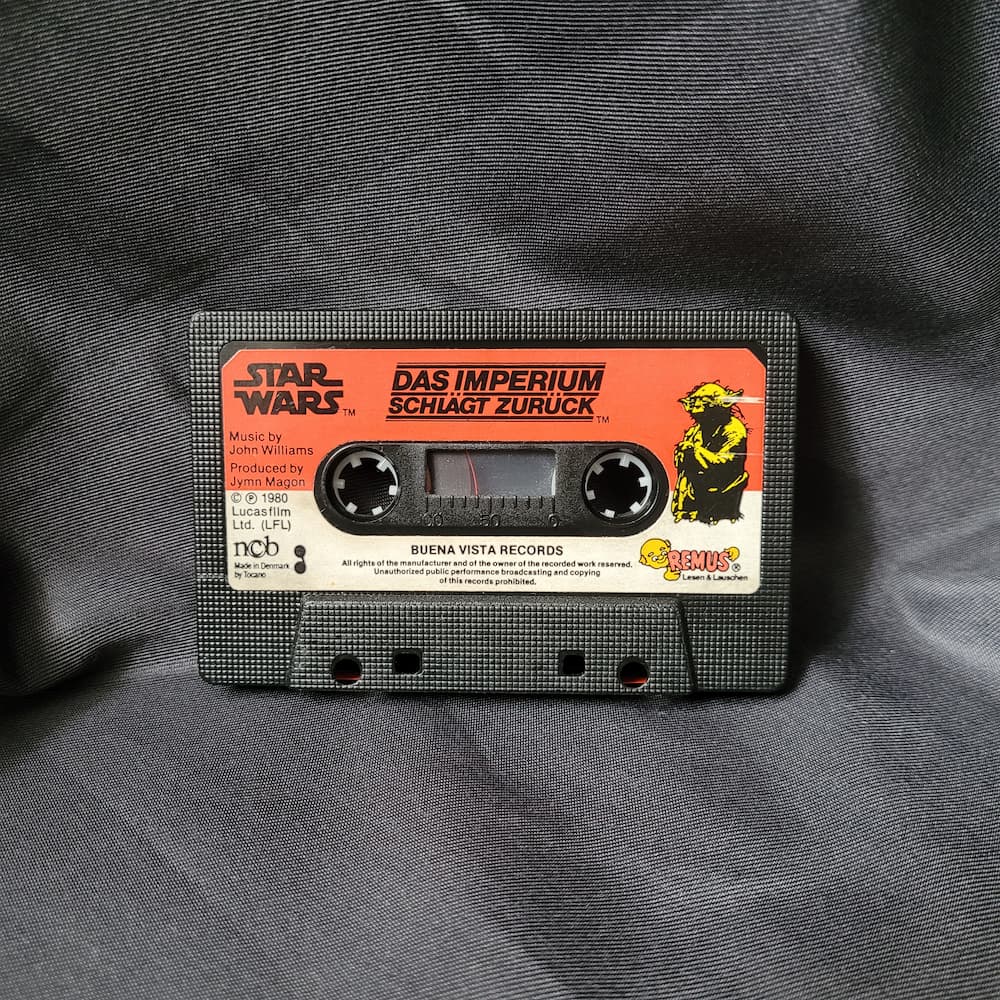 STAR
WARS TM
DAS IMPERIUM
SCHLÄGT ZURÜCK TM
Music by
John Williams
Produced by
Jymn Magon
© ℗ 1980
Lucasfilm
Ltd. (LFL)
ncb
Made in Denmark
by Tocano
100 50 0
BUENA VISTA RECORDS
All rights of the manufacturer and of the owner of the recorded work reserved.
Unauthorized public performance broadcasting and copying
of this records prohibited.
REMUS ®
Lesen & Lauschen